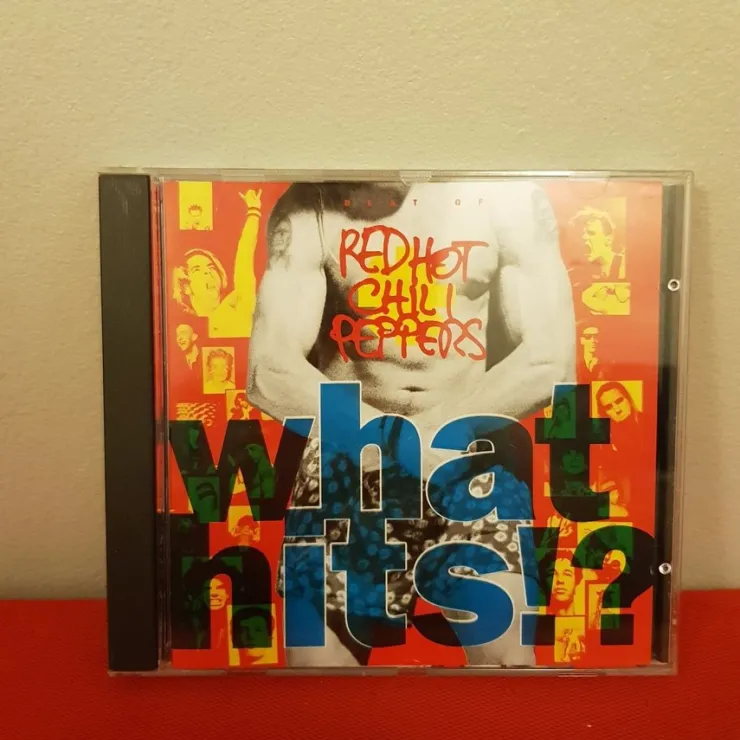 BEST OF
RED HOT
CHILI
PEPPERS
what
hits!?